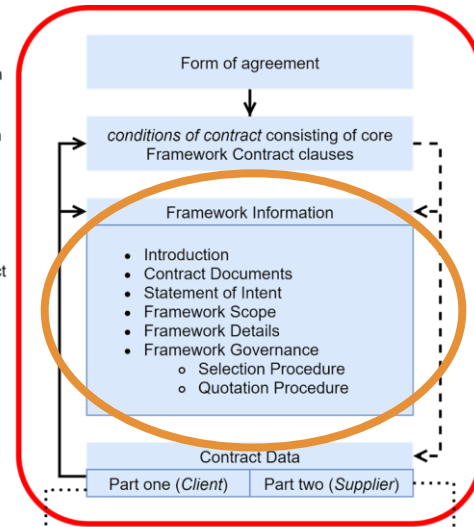 Form of agreement
conditions of contract consisting of core
Framework Contract clauses
Framework Information
• Introduction
• Contract Documents
• Statement of Intent
• Framework Scope
• Framework Details
• Framework Governance
o Selection Procedure
o Quotation Procedure
Contract Data
Part one (Client) Part two (Supplier)